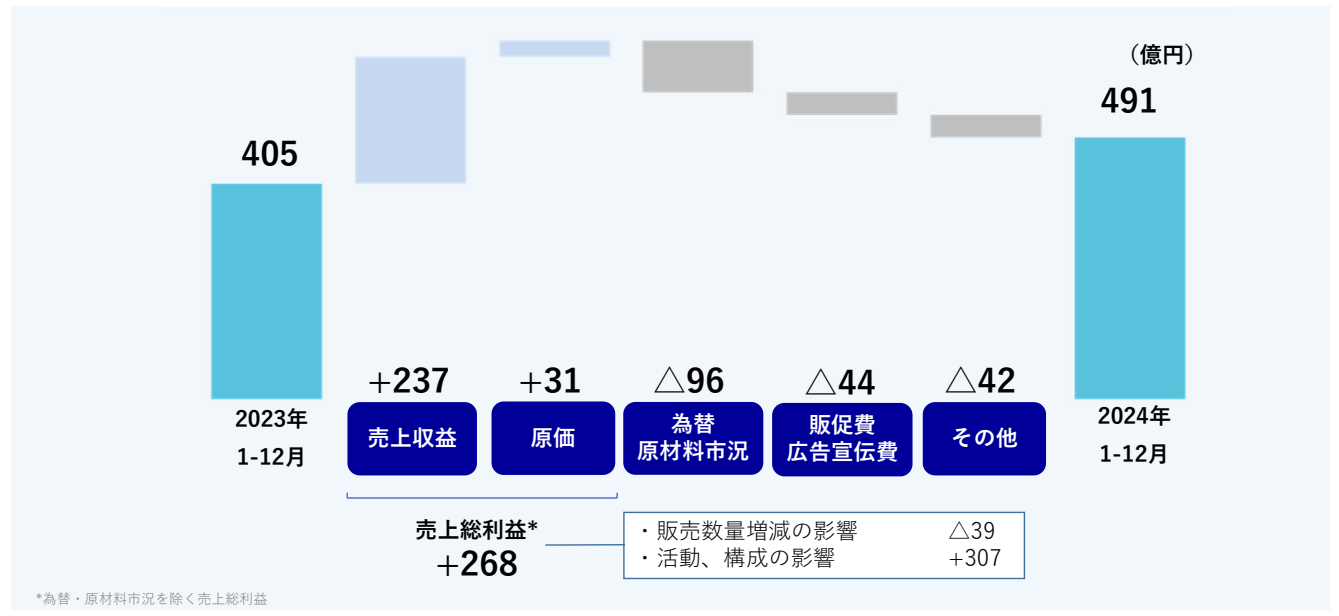 （億円）
405
491
+237
+31
△96
△44
△42
2023年
1-12月
売上収益
原価
為替
原材料市況
販促費
広告宣伝費
その他
2024年
1-12月
売上総利益*
+268
・販売数量増減の影響 △39
・活動、構成の影響 +307
*為替・原材料市況を除く売上総利益